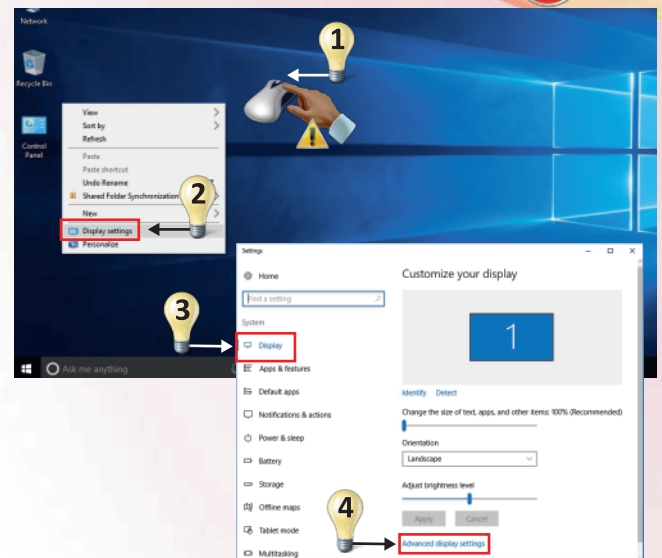 Network
1
Recycle Bin
Control
Panel
View
Sort by
Refresh
Paste
Paste shortcut
Undo Rename
Shared Folder Synchronization
New
Display settings
Personalize
2
3
Ask me anything
Settings
Home
Find a setting
System
Display
Apps & features
Default apps
Notifications & actions
Power & sleep
Battery
Storage
Offline maps
Tablet mode
Multitasking
Customize your display
1
Identify Detect
Change the size of text, apps, and other items: 100% (Recommended)
Orientation
Landscape
Adjust brightness level
Apply Cancel
4
Advanced display settings